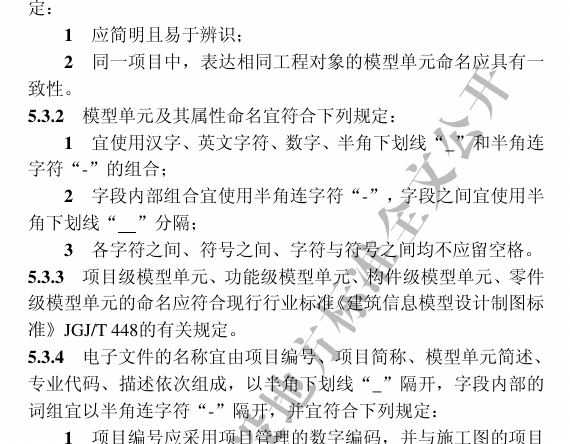 定：
1 应简明且易于辨识；
2 同一项目中，表达相同工程对象的模型单元命名应具有一
致性。
5.3.2 模型单元及其属性命名宜符合下列规定：
1 宜使用汉字、英文字符、数字、半角下划线“_”和半角连
字符“-”的组合；
2 字段内部组合宜使用半角连字符“-”，字段之间宜使用半
角下划线“__”分隔；
3 各字符之间、符号之间、字符与符号之间均不应留空格。
5.3.3 项目级模型单元、功能级模型单元、构件级模型单元、零件
级模型单元的命名应符合现行行业标准《建筑信息模型设计制图标
准》JGJ/T 448的有关规定。
5.3.4 电子文件的名称宜由项目编号、项目简称、模型单元简述、
专业代码、描述依次组成，以半角下划线“_”隔开，字段内部的
词组宜以半角连字符“-”隔开，并宜符合下列规定：
1 项目编号应采用项目管理的数字编码，并与施工图的项目
设地方标准全文公开